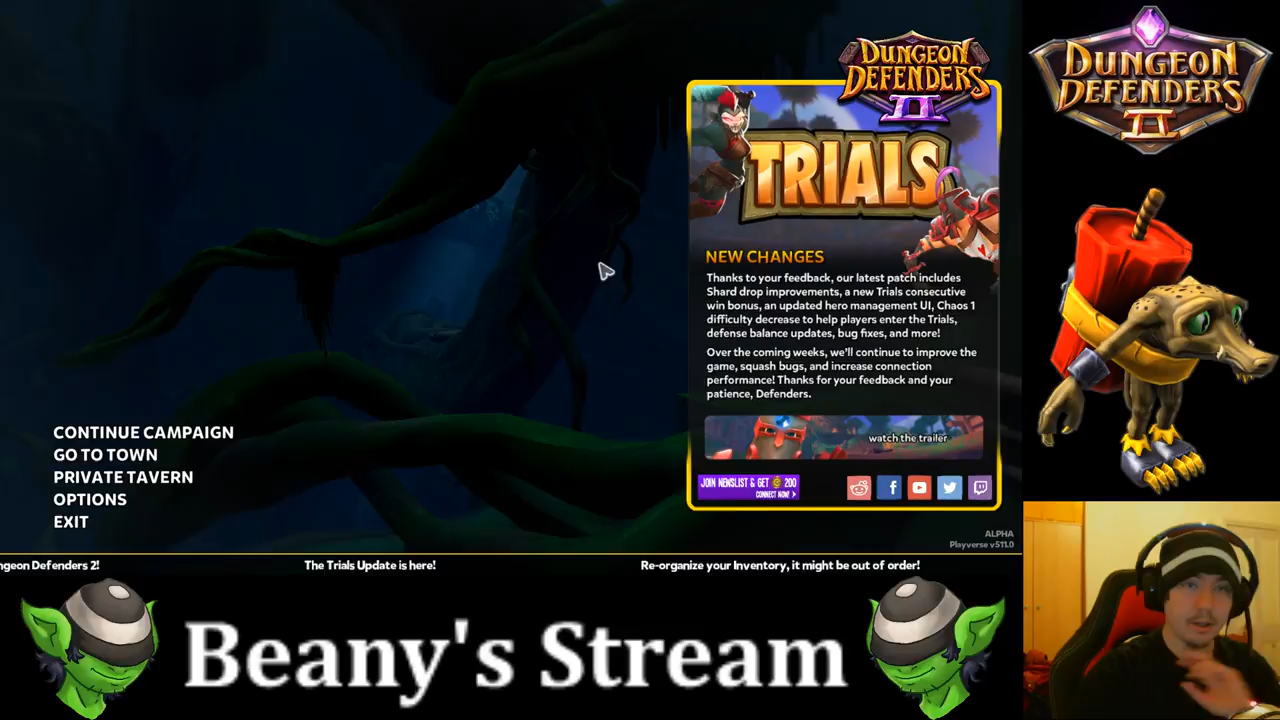 DUNGEON
DEFENDERS
II
TRIALS
NEW CHANGES
Thanks to your feedback, our latest patch includes
Shard drop improvements, a new Trials consecutive
win bonus, an updated hero management UI, Chaos 1
difficulty decrease to help players enter the Trials,
defense balance updates, bug fixes, and more!
Over the coming weeks, we'll continue to improve the
game, squash bugs, and increase connection
performance! Thanks for your feedback and your
patience, Defenders.
watch the trailer
JOIN NEWSLIST & GET 200
CONNECT NOW! >
CONTINUE CAMPAIGN
GO TO TOWN
PRIVATE TAVERN
OPTIONS
EXIT
ALPHA
Playverse v511.0
ngeon Defenders 2!
The Trials Update is here!
Re-organize your Inventory, it might be out of order!
Beany's Stream
DUNGEON
DEFENDERS
II